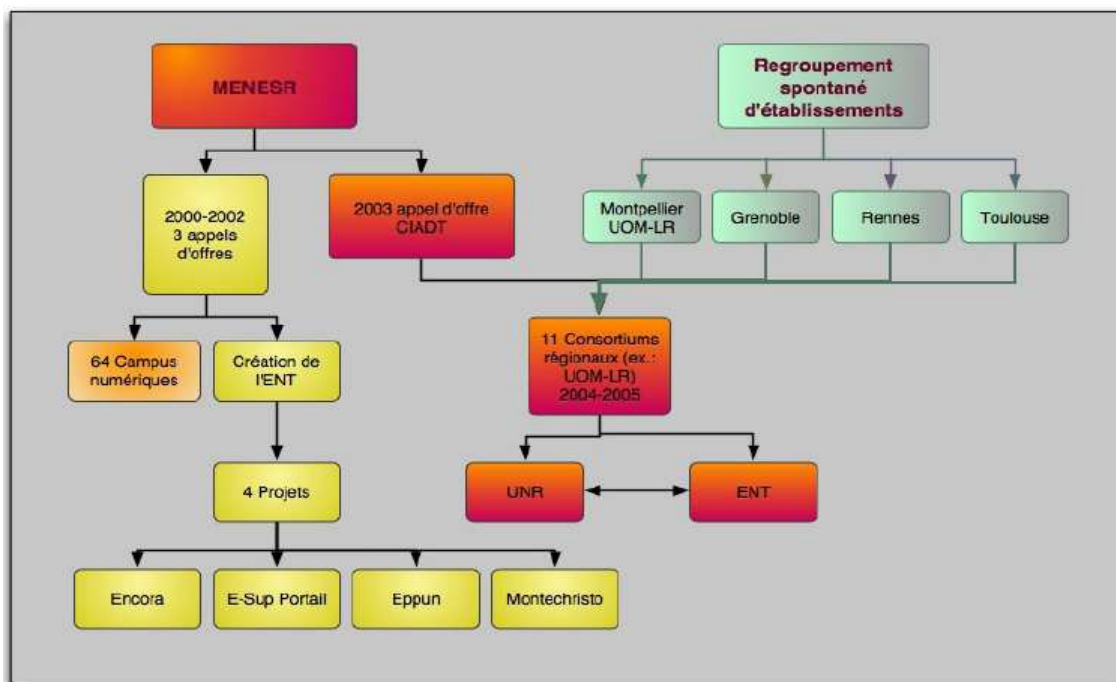 MENESR
Regroupement
spontané
d'établissements
2000-2002
3 appels
d'offres
2003 appel d'offre
CIADT
Montpellier
UOM-LR
Grenoble
Rennes
Toulouse
64 Campus
numériques
Création de
l'ENT
11 Consortiums
régionaux (ex.:
UOM-LR)
2004-2005
4 Projets
UNR
ENT
Encora
E-Sup Portail
Eppun
Montechristo